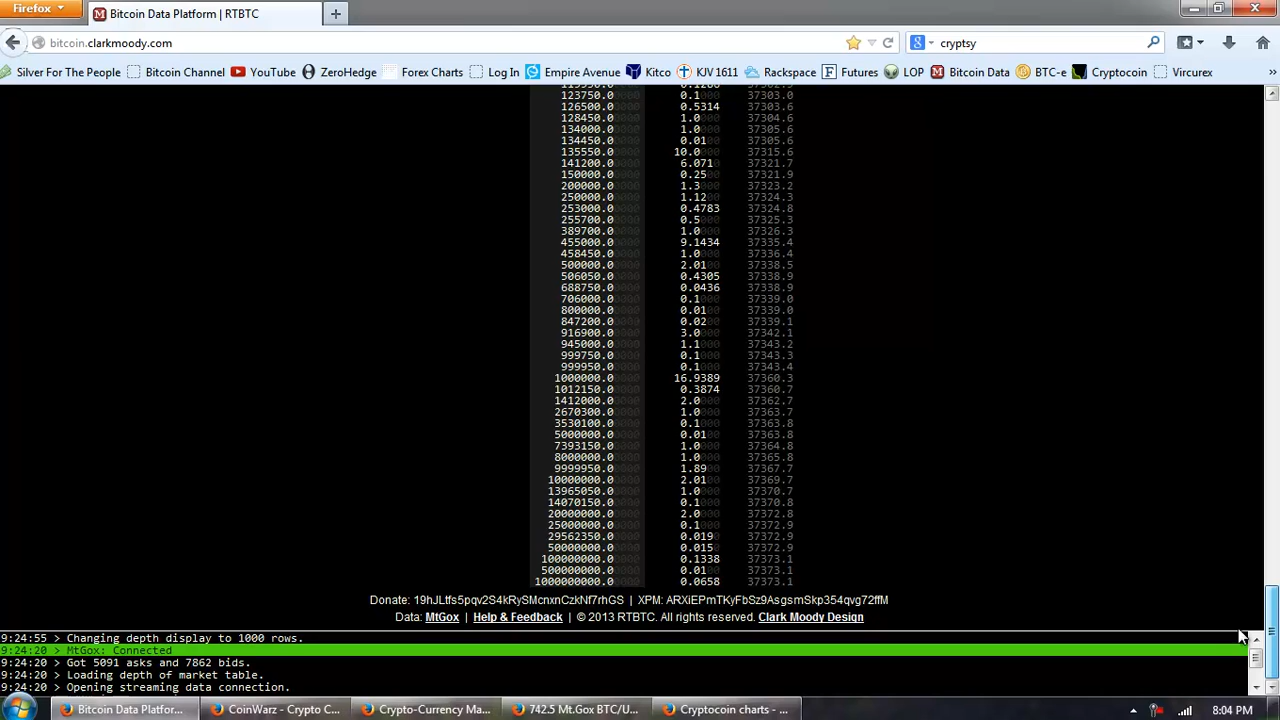 Firefox
Bitcoin Data Platform | RTBTC
bitcoin.clarkmoody.com
cryptsy
Silver For The People Bitcoin Channel YouTube ZeroHedge Forex Charts Log In Empire Avenue Kitco KJV 1611 Rackspace Futures LOP Bitcoin Data BTC-e Cryptocoin Vircurex »
123750.0 0.1 37303.0
126500.0 0.5314 37303.6
128450.0 1.0 37304.6
134000.0 1.0 37305.6
134450.0 0.01 37305.6
135550.0 10.0 37315.6
141200.0 6.071 37321.7
150000.0 0.25 37321.9
200000.0 1.3 37323.2
250000.0 1.12 37324.3
253000.0 0.4783 37324.8
255700.0 0.5 37325.3
389700.0 1.0 37326.3
455000.0 9.1434 37335.4
458450.0 1.0 37336.4
500000.0 2.01 37338.5
506050.0 0.4305 37338.9
688750.0 0.0436 37338.9
706000.0 0.1 37339.0
800000.0 0.01 37339.0
847200.0 0.02 37339.1
916900.0 3.0 37342.1
945000.0 1.1 37343.2
999750.0 0.1 37343.3
999950.0 0.1 37343.4
1000000.0 16.9389 37360.3
1012150.0 0.3874 37360.7
1412000.0 2.0 37362.7
2670300.0 1.0 37363.7
3530100.0 0.1 37363.8
5000000.0 0.01 37363.8
7393150.0 1.0 37364.8
8000000.0 1.0 37365.8
9999950.0 1.89 37367.7
10000000.0 2.01 37369.7
13965050.0 1.0 37370.7
14070150.0 0.1 37370.8
20000000.0 2.0 37372.8
25000000.0 0.1 37372.9
29562350.0 0.019 37372.9
50000000.0 0.015 37372.9
100000000.0 0.1338 37373.1
500000000.0 0.01 37373.1
1000000000.0 0.0658 37373.1
Donate: 19hJLtfs5pqv2S4kRySMcnxnCzkNf7rhGS | XPM: ARXiEPmTKyFbSz9AsgsmSkp354qvg72ffM
Data: MtGox | Help & Feedback | © 2013 RTBTC. All rights reserved. Clark Moody Design
9:24:55 > Changing depth display to 1000 rows.
9:24:20 > MtGox: Connected
9:24:20 > Got 5091 asks and 7862 bids.
9:24:20 > Loading depth of market table.
9:24:20 > Opening streaming data connection.
Bitcoin Data Platfor... CoinWarz - Crypto C... Crypto-Currency Ma... 742.5 Mt.Gox BTC/U... Cryptocoin charts - ... 8:04 PM